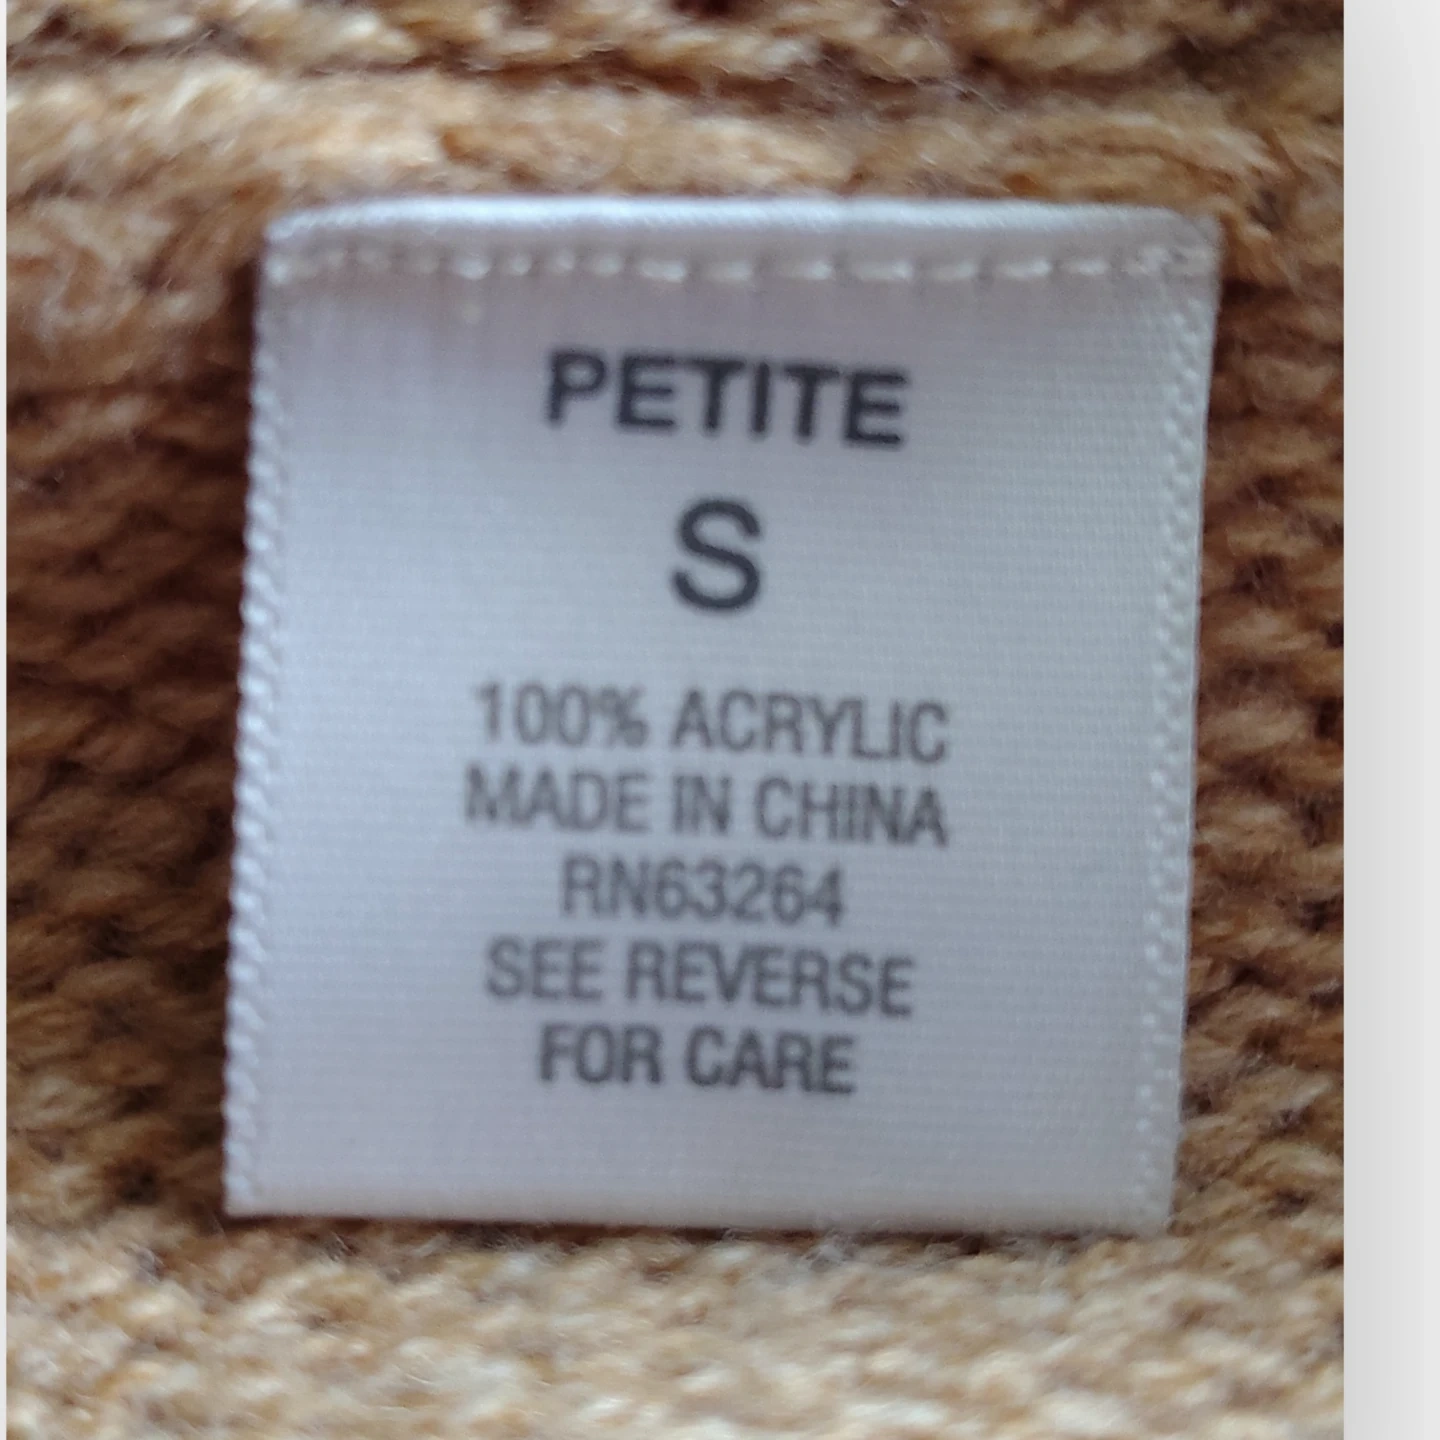 PETITE
S
100% ACRYLIC
MADE IN CHINA
RN63264
SEE REVERSE
FOR CARE